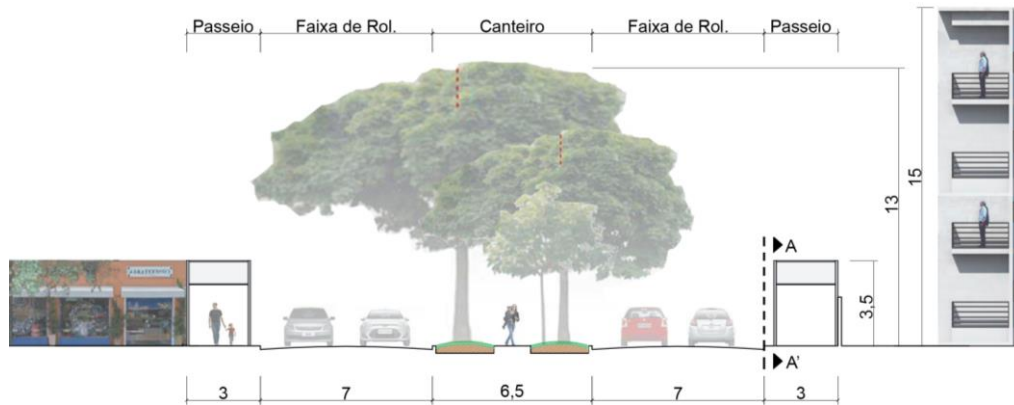 Passeio Faixa de Rol. Canteiro Faixa de Rol. Passeio
15
13
A
3,5
A'
3 7 6,5 7 3